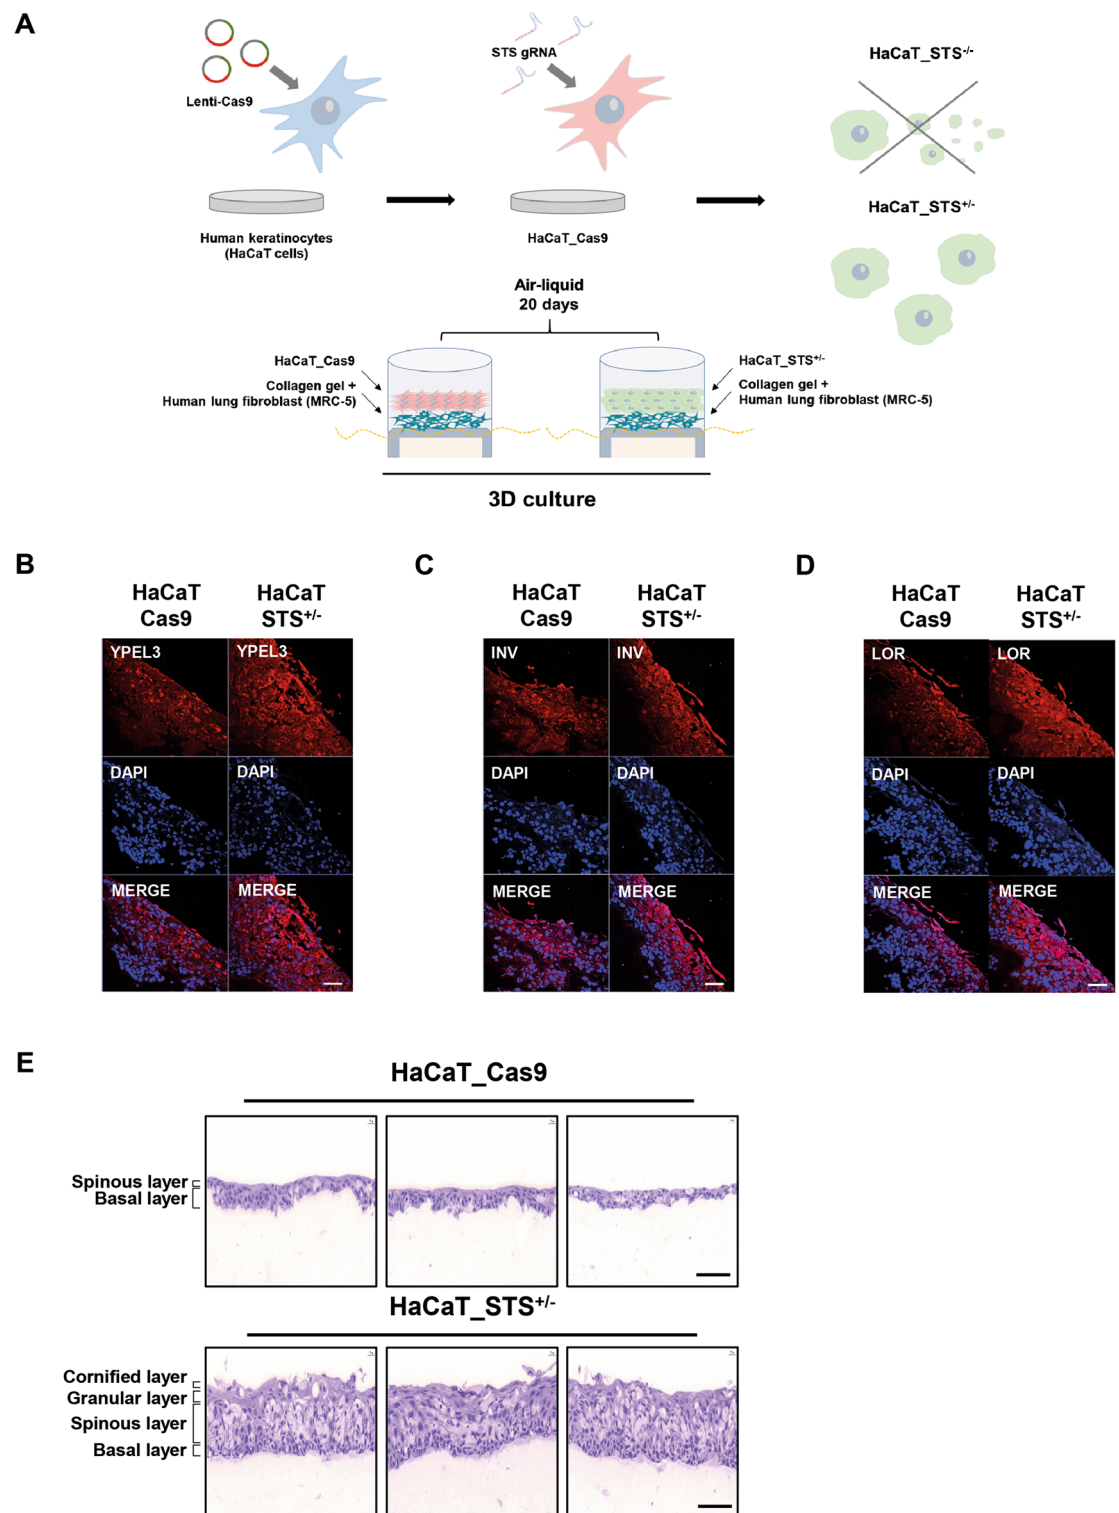 A
Lenti-Cas9
STS gRNA
HaCaT_STS-/-
HaCaT_STS+/-
Human keratinocytes
(HaCaT cells)
HaCaT_Cas9
Air-liquid
20 days
HaCaT_Cas9
Collagen gel +
Human lung fibroblast (MRC-5)
HaCaT_STS+/-
Collagen gel +
Human lung fibroblast (MRC-5)
3D culture
B
HaCaT
Cas9
HaCaT
STS+/-
YPEL3
YPEL3
DAPI
DAPI
MERGE
MERGE
C
HaCaT
Cas9
HaCaT
STS+/-
INV
INV
DAPI
DAPI
MERGE
MERGE
D
HaCaT
Cas9
HaCaT
STS+/-
LOR
LOR
DAPI
DAPI
MERGE
MERGE
E
HaCaT_Cas9
Spinous layer
Basal layer
HaCaT_STS+/-
Cornified layer
Granular layer
Spinous layer
Basal layer